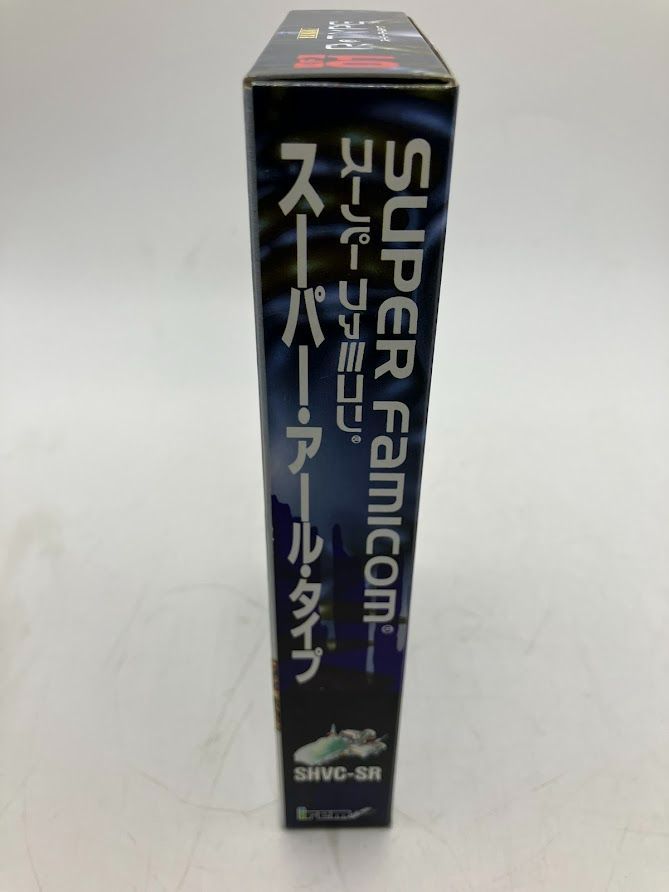 R·TYPE
SUPER FAMICOM®
スーパーファミコン®
スーパー・アール・タイプ
SHVC-SR
irem